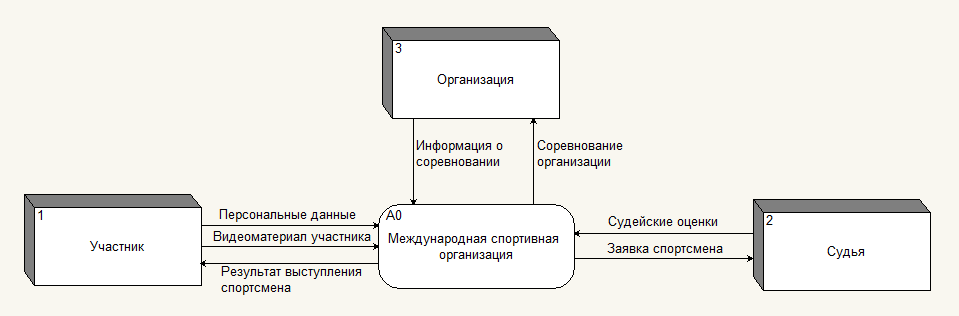 3
Организация
Информация о
соревновании
Соревнование
организации
1
Участник
Персональные данные
Видеоматериал участника
Результат выступления
спортсмена
A0
Международная спортивная
организация
Судейские оценки
Заявка спортсмена
2
Судья